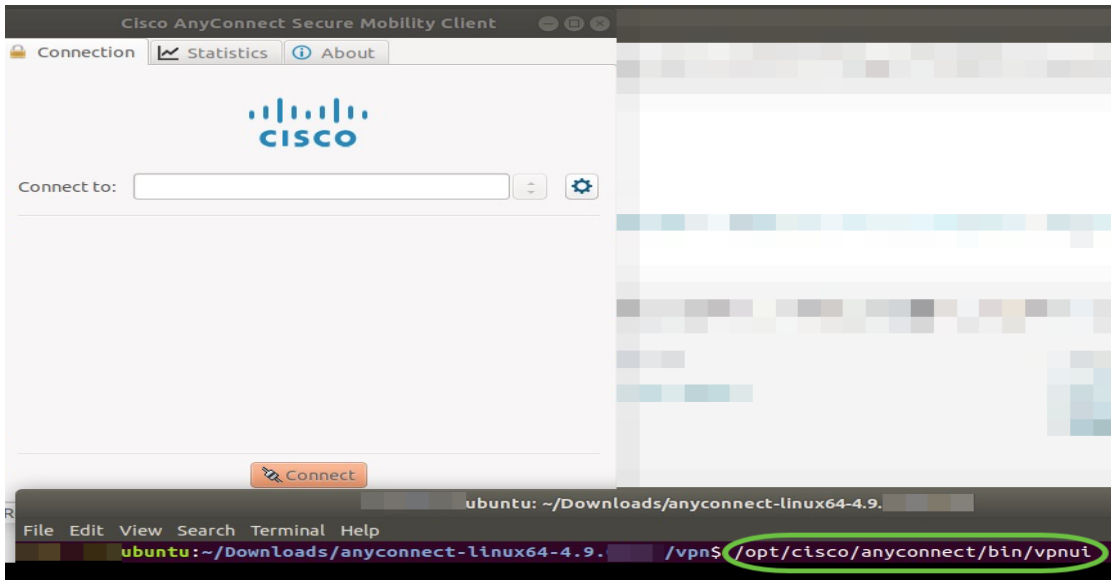 Cisco AnyConnect Secure Mobility Client
Connection Statistics About
CISCO
Connect to:
Connect
ubuntu: ~/Downloads/anyconnect-linux64-4.9.
File Edit View Search Terminal Help
ubuntu:~/Downloads/anyconnect-linux64-4.9. /vpn$ /opt/cisco/anyconnect/bin/vpnui